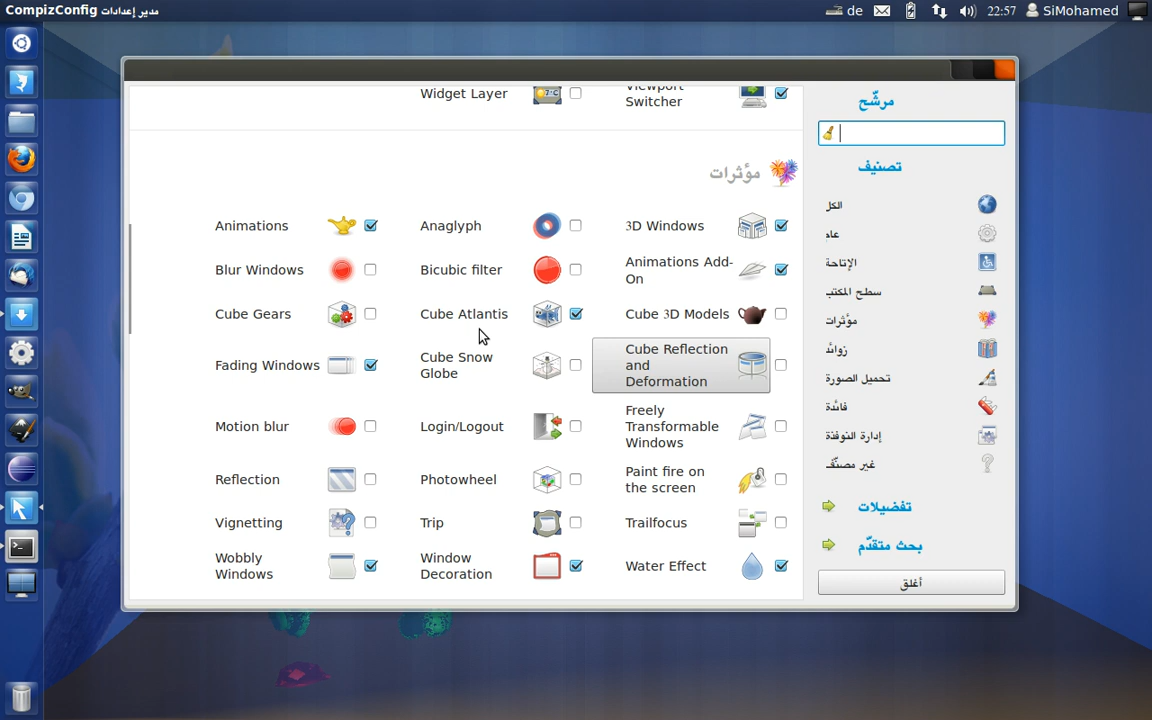 CompizConfig مدير إعدادات
de
22:57
SiMohamed
Widget Layer
Viewport
Switcher
مؤثرات
Animations
Anaglyph
3D Windows
Blur Windows
Bicubic filter
Animations Add-
On
Cube Gears
Cube Atlantis
Cube 3D Models
Fading Windows
Cube Snow
Globe
Cube Reflection
and
Deformation
Motion blur
Login/Logout
Freely
Transformable
Windows
Reflection
Photowheel
Paint fire on
the screen
Vignetting
Trip
Trailfocus
Wobbly
Windows
Window
Decoration
Water Effect
مرشّح
تصنيف
الكل
عام
الإتاحة
سطح المكتب
مؤثرات
زوائد
تحميل الصورة
فائدة
إدارة النوفذة
غير مصنّف
تفضيلات
بحث متقدّم
أغلق